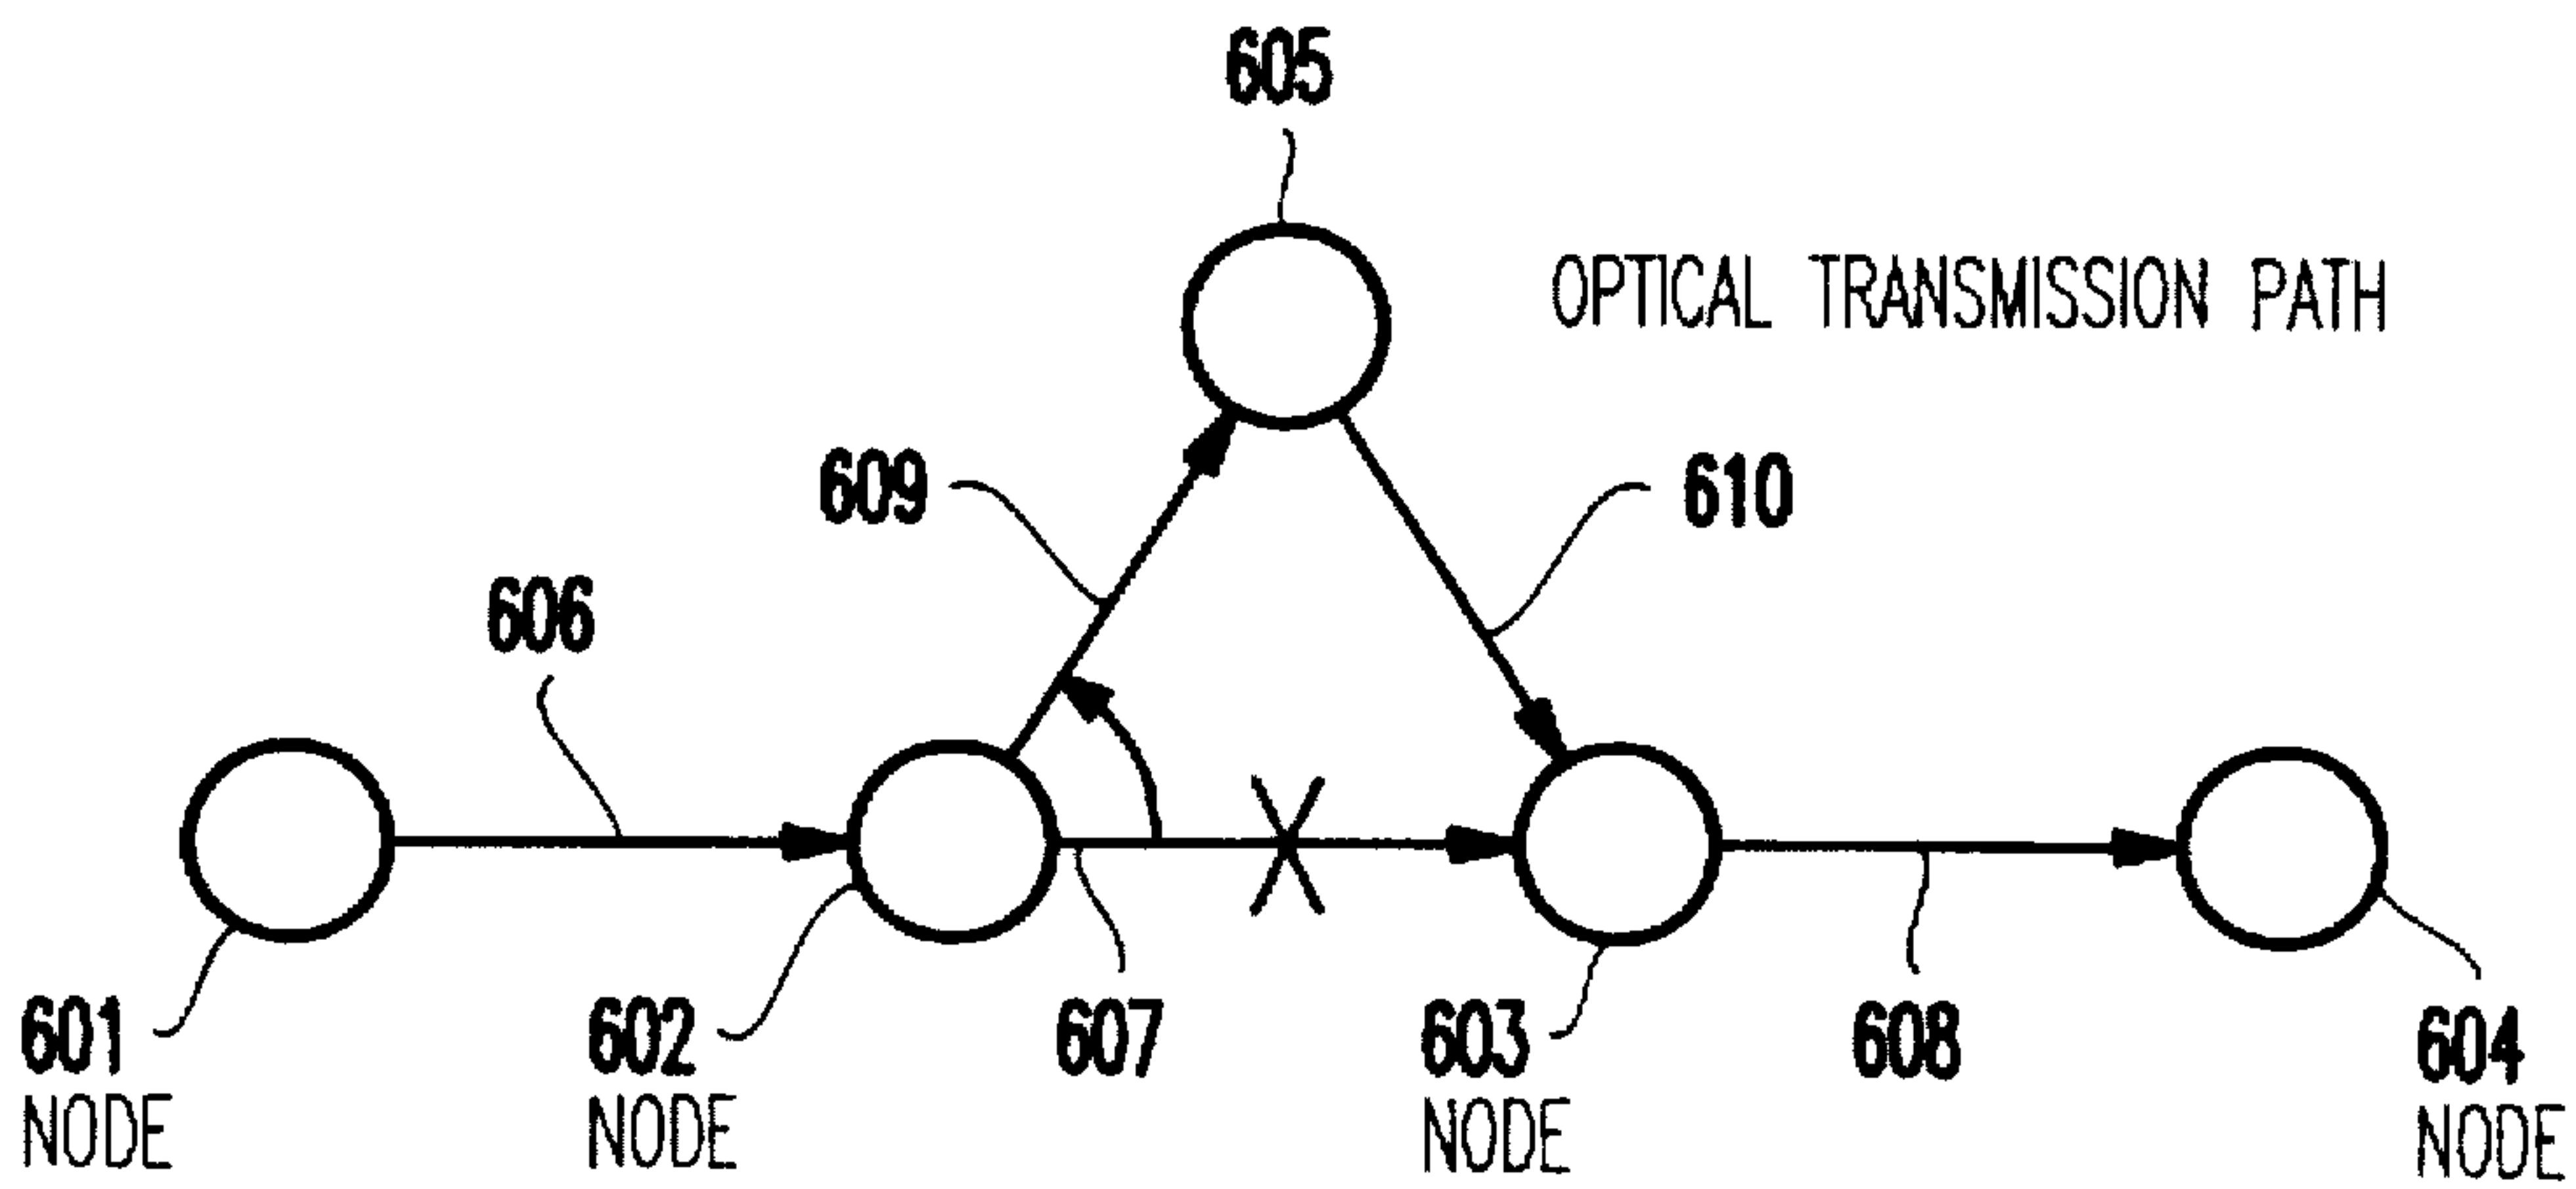 605
OPTICAL TRANSMISSION PATH
609
610
606
601
NODE
602
NODE
607
603
NODE
608
604
NODE